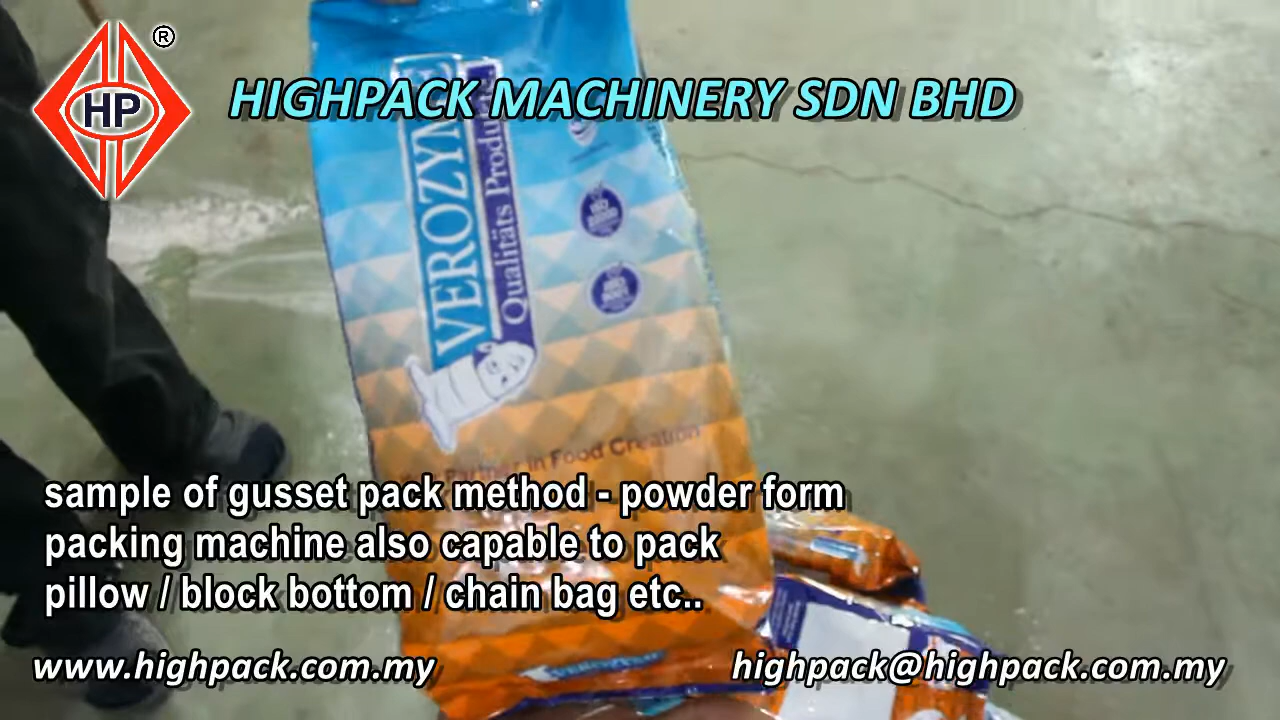 HP ®
HIGHPACK MACHINERY SDN BHD
VEROZYM
Qualitäts Produkte
Partner in Food Creation
sample of gusset pack method - powder form
packing machine also capable to pack
pillow / block bottom / chain bag etc..
www.highpack.com.my
highpack@highpack.com.my